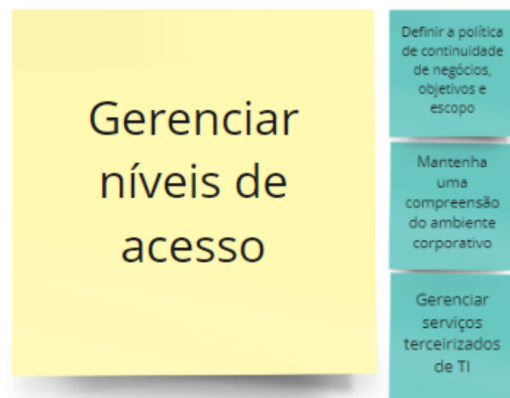 Gerenciar
níveis de
acesso
Definir a política
de continuidade
de negócios,
objetivos e
escopo
Mantenha
uma
compreensão
do ambiente
corporativo
Gerenciar
serviços
terceirizados
de TI